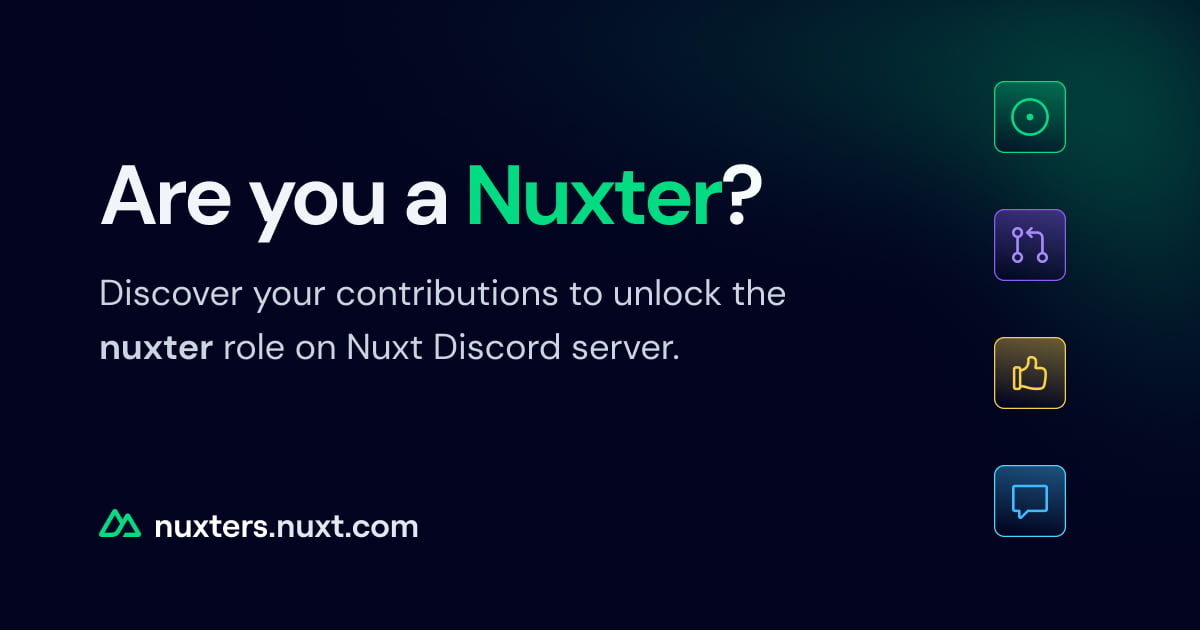 Are you a Nuxter?
Discover your contributions to unlock the
nuxter role on Nuxt Discord server.
nuxters.nuxt.com